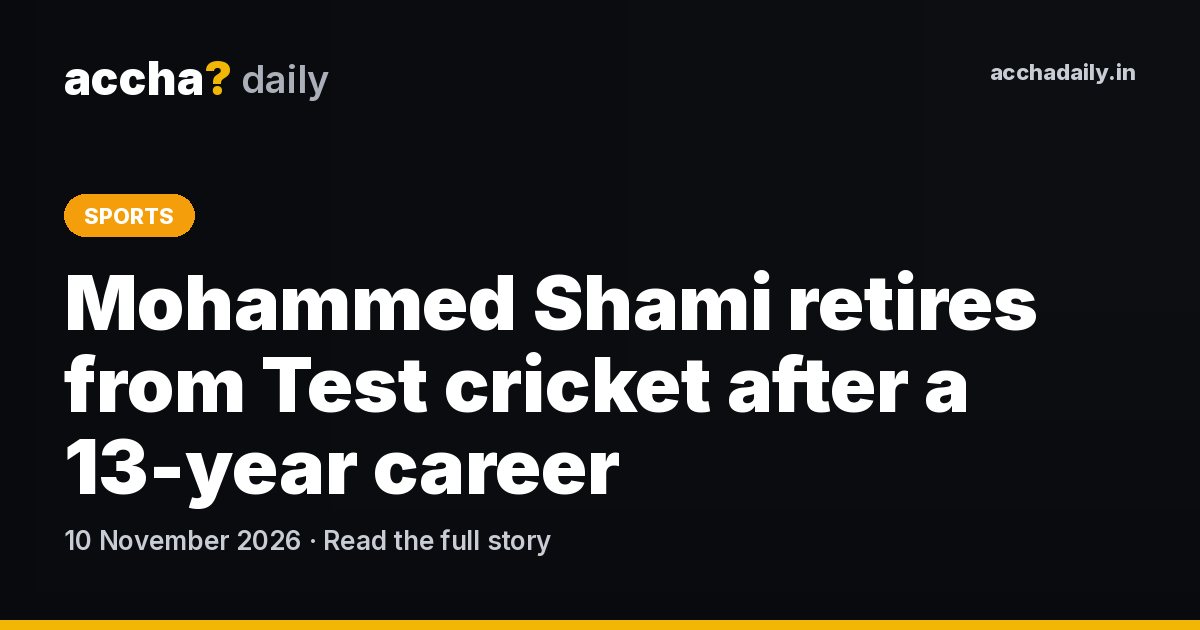 accha? daily
acchadaily.in
SPORTS
Mohammed Shami retires
from Test cricket after a
13-year career
10 November 2026 · Read the full story